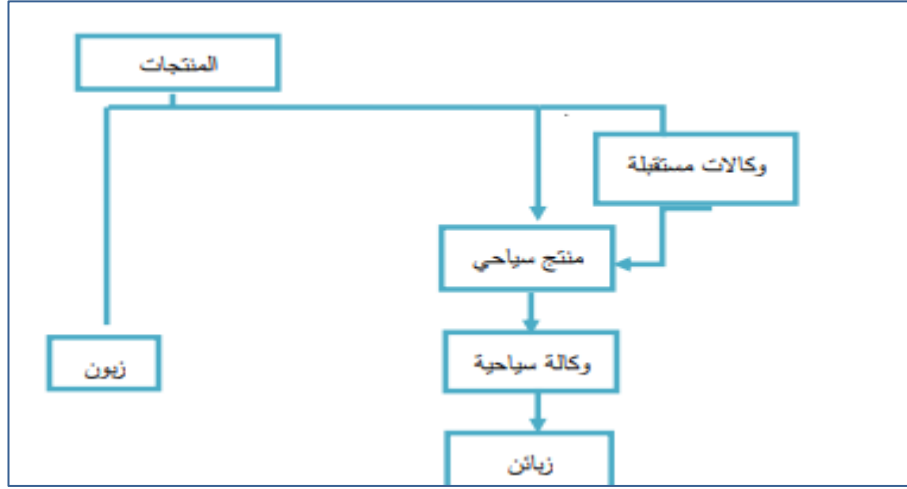 المنتجات
وكالات مستقبلة
منتج سياحي
وكالة سياحية
زبون
زبائن